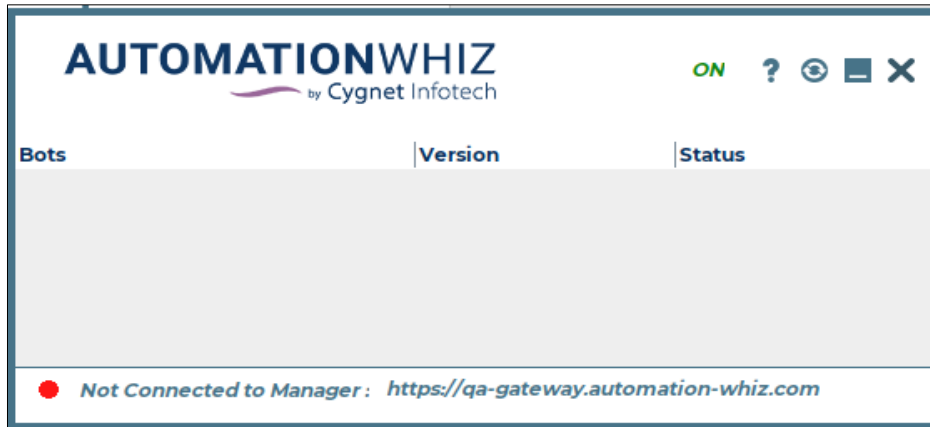 AUTOMATIONWHIZ
by Cygnet Infotech
ON ?
Bots Version Status
Not Connected to Manager : https://qa-gateway.automation-whiz.com